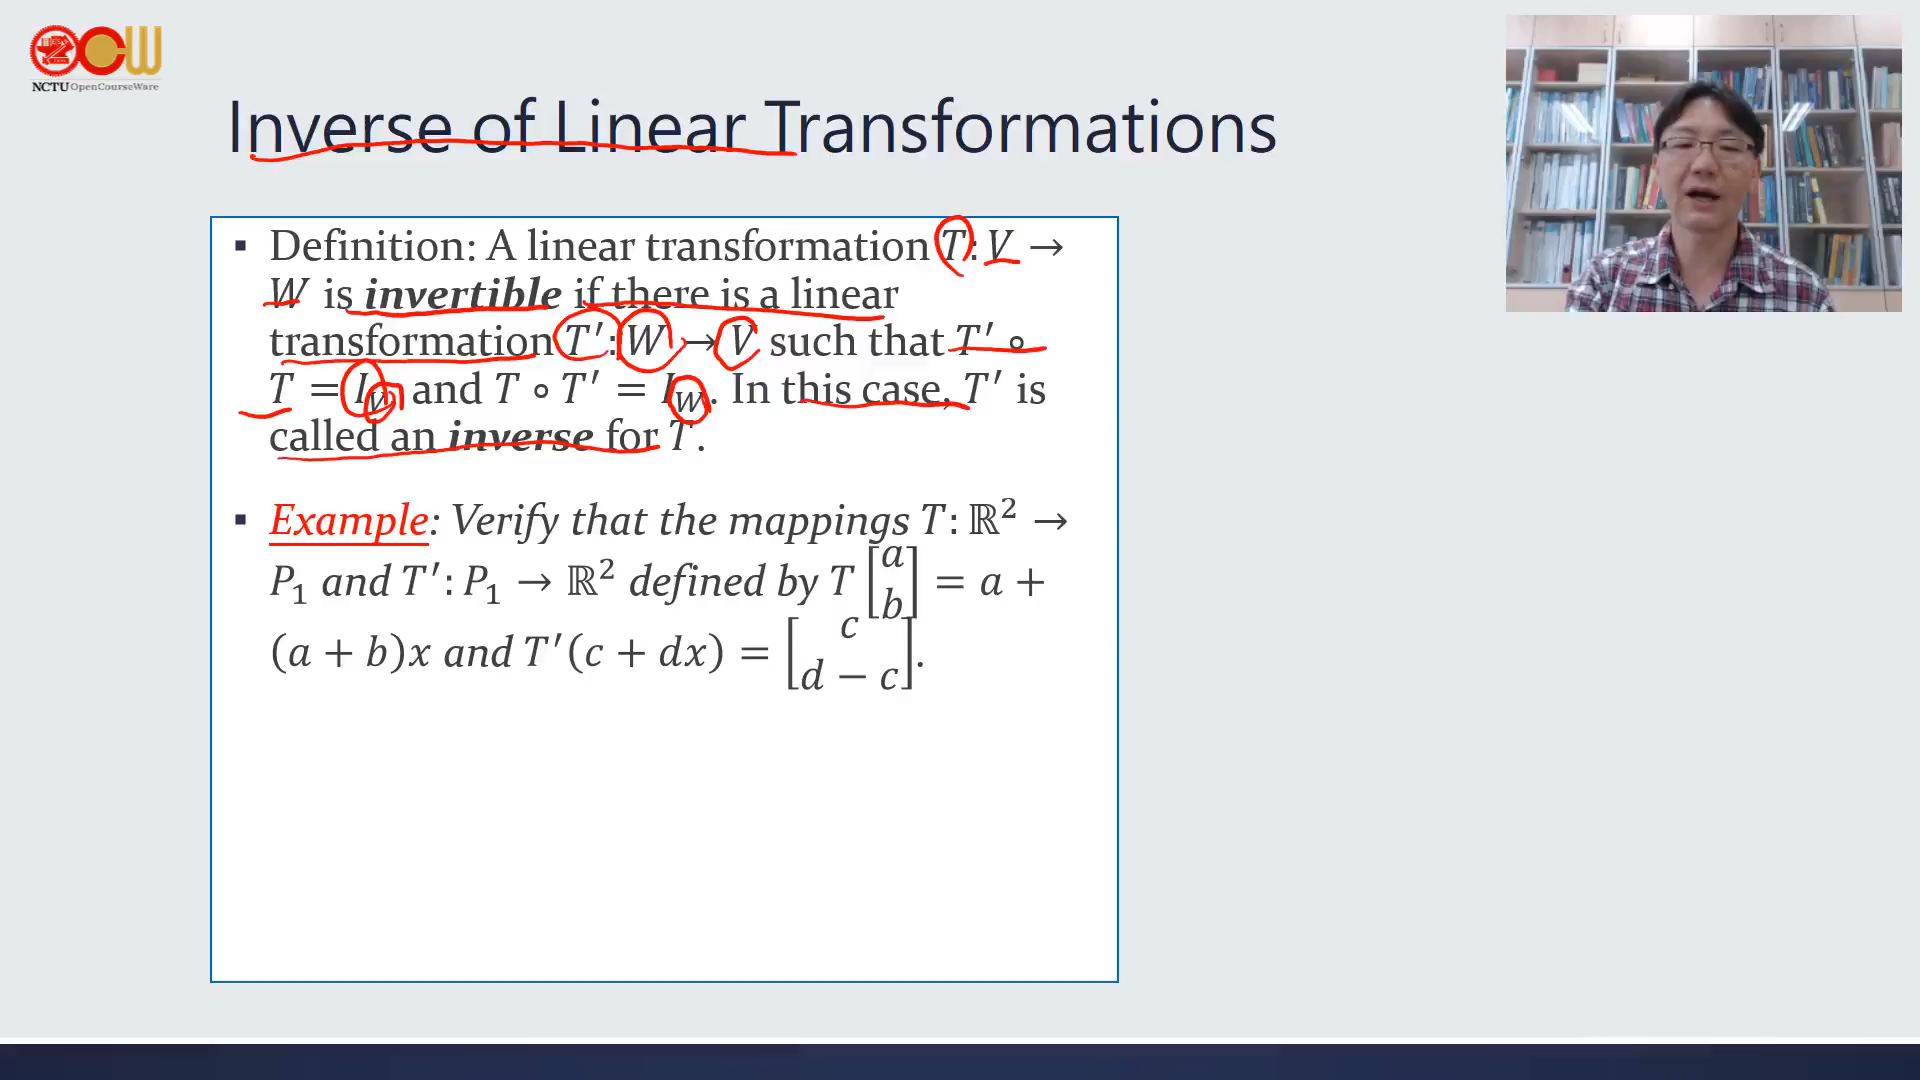 OCW
NCTU OpenCourseWare
Inverse of Linear Transformations
▪ Definition: A linear transformation T: V →
W is invertible if there is a linear
transformation T′: W → V such that T′ ∘
T = I_V and T ∘ T′ = I_W. In this case, T′ is
called an inverse for T.
▪ Example: Verify that the mappings T: ℝ² →
P₁ and T′: P₁ → ℝ² defined by T [a b] = a +
(a + b)x and T′(c + dx) = [c d − c].